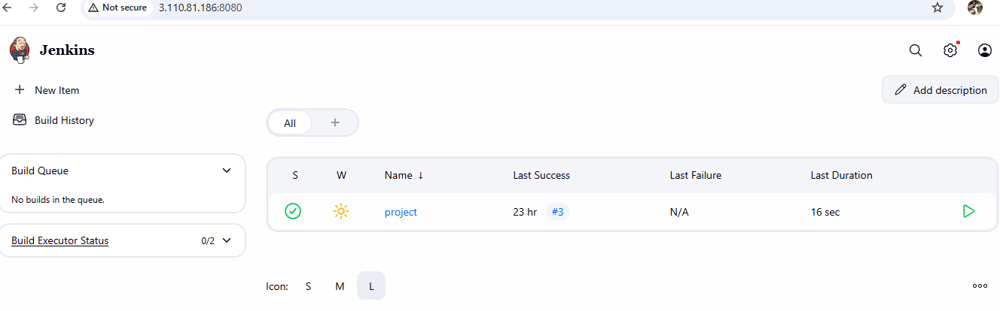 Not secure 3.110.81.186:8080
Jenkins
New Item
Add description
Build History
All +
Build Queue
No builds in the queue.
Build Executor Status 0/2
S W Name ↓ Last Success Last Failure Last Duration
project 23 hr #3 N/A 16 sec
Icon: S M L